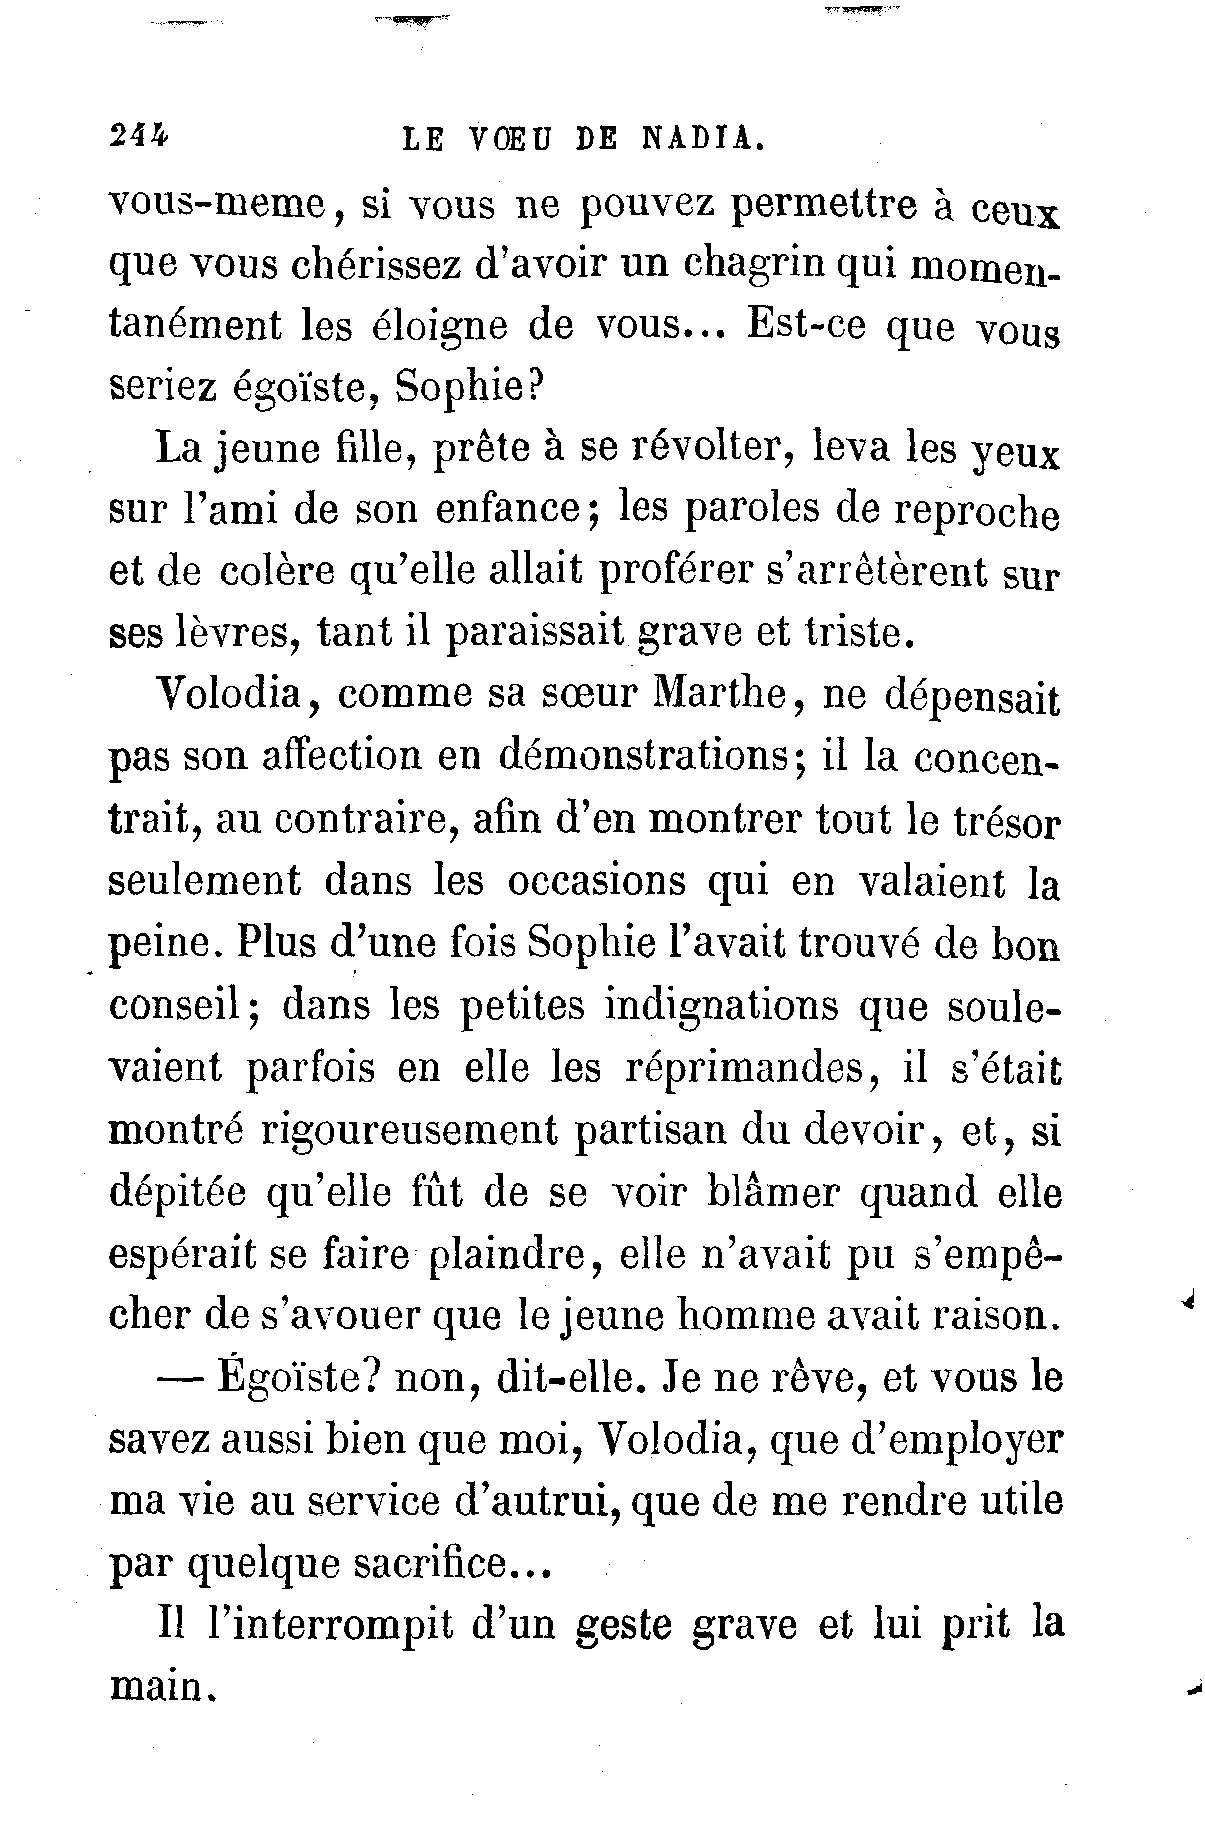 244 LE VŒU DE NADIA.
vous-meme, si vous ne pouvez permettre à ceux
que vous chérissez d'avoir un chagrin qui momen-
tanément les éloigne de vous... Est-ce que vous
seriez égoïste, Sophie?
La jeune fille, prête à se révolter, leva les yeux
sur l'ami de son enfance; les paroles de reproche
et de colère qu'elle allait proférer s'arrêtèrent sur
ses lèvres, tant il paraissait grave et triste.
Volodia, comme sa sœur Marthe, ne dépensait
pas son affection en démonstrations; il la concen-
trait, au contraire, afin d'en montrer tout le trésor
seulement dans les occasions qui en valaient la
peine. Plus d'une fois Sophie l'avait trouvé de bon
conseil; dans les petites indignations que soule-
vaient parfois en elle les réprimandes, il s'était
montré rigoureusement partisan du devoir, et, si
dépitée qu'elle fût de se voir blâmer quand elle
espérait se faire plaindre, elle n'avait pu s'empê-
cher de s'avouer que le jeune homme avait raison.
— Égoïste? non, dit-elle. Je ne rêve, et vous le
savez aussi bien que moi, Volodia, que d'employer
ma vie au service d'autrui, que de me rendre utile
par quelque sacrifice...
Il l'interrompit d'un geste grave et lui prit la
main.